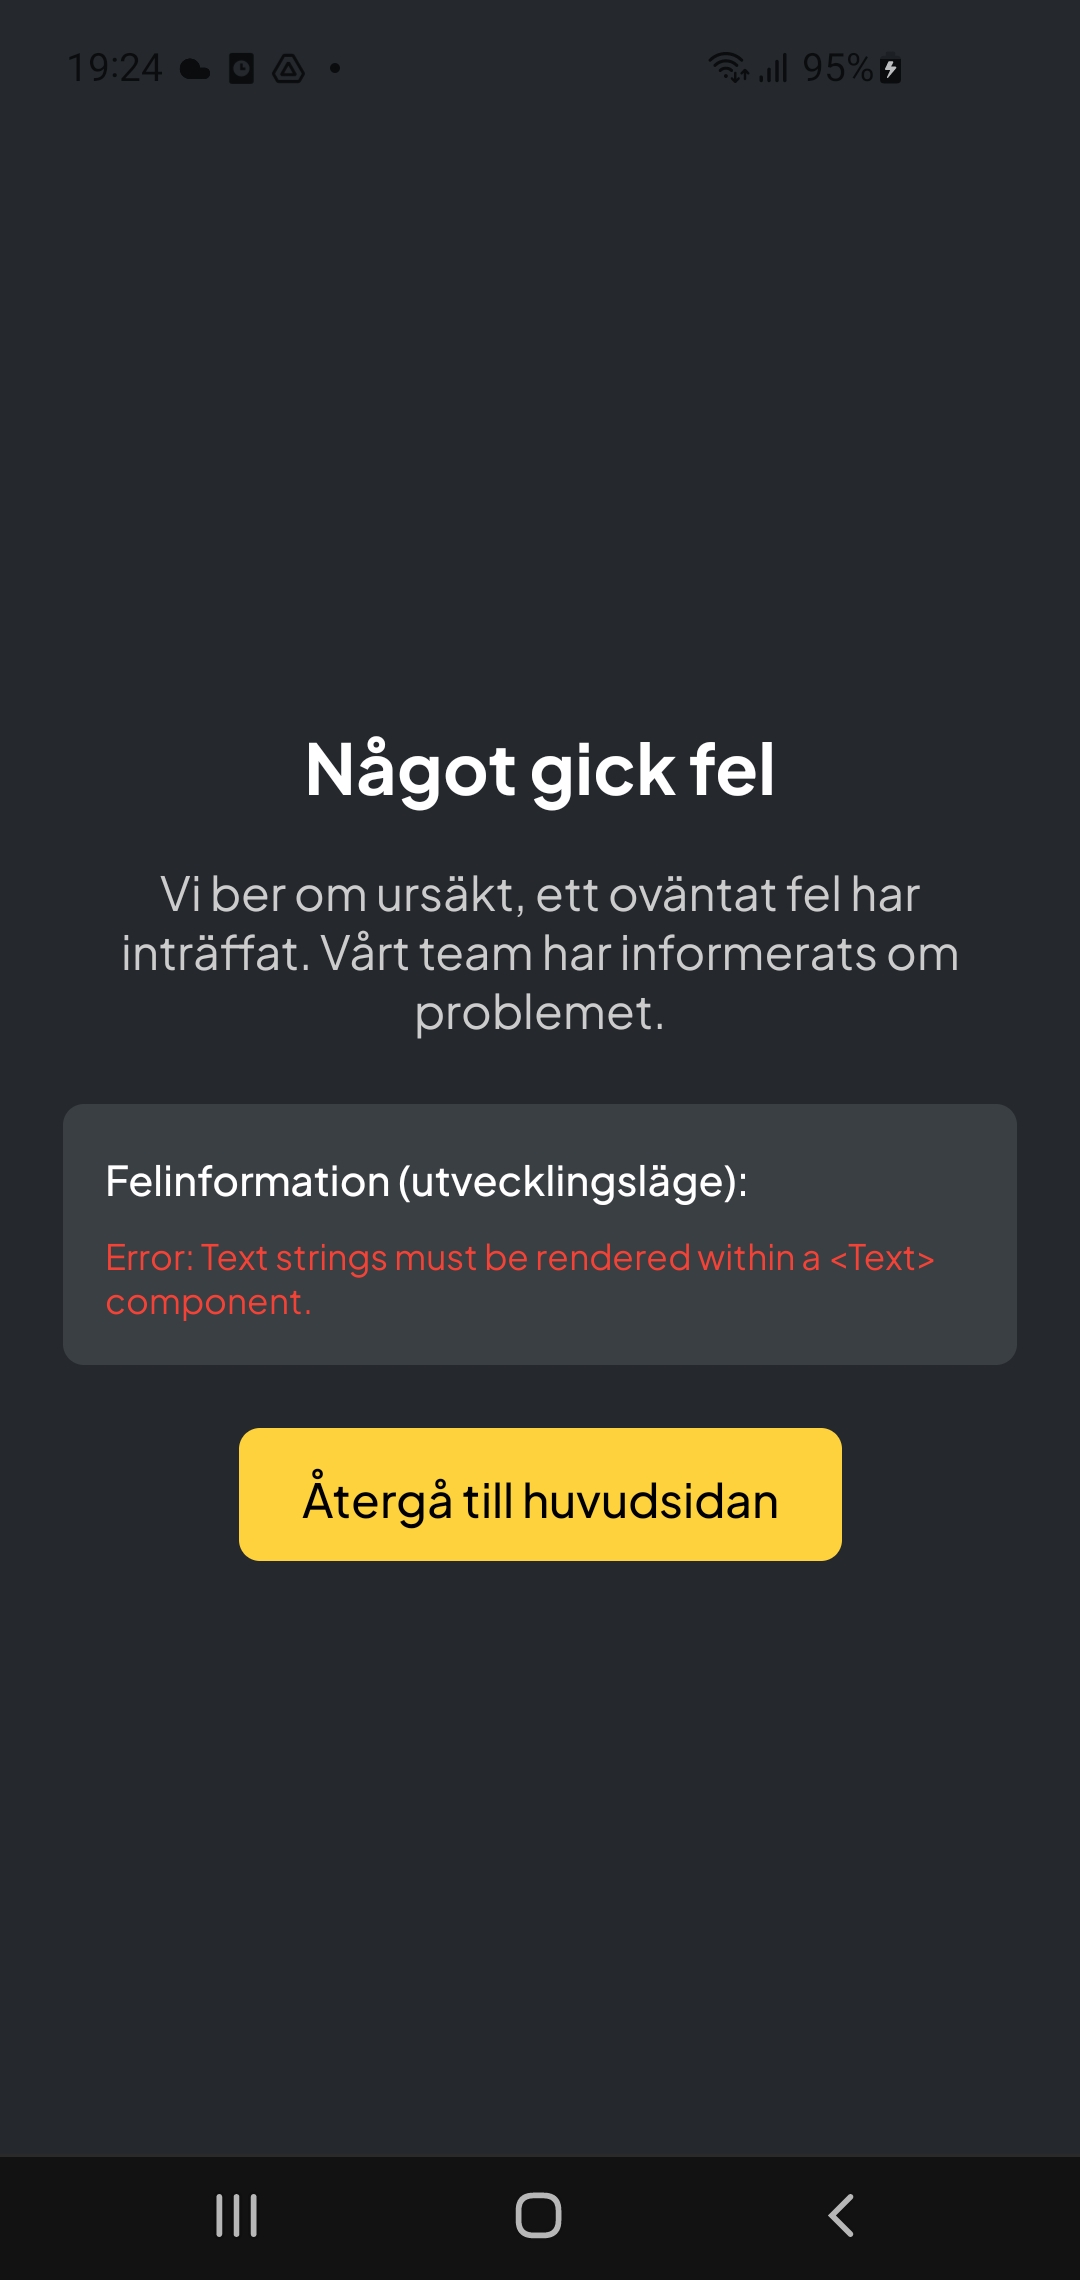 19:24
95%
Något gick fel
Vi ber om ursäkt, ett oväntat fel har
inträffat. Vårt team har informerats om
problemet.
Felinformation (utvecklingsläge):
Error: Text strings must be rendered within a <Text>
component.
Återgå till huvudsidan